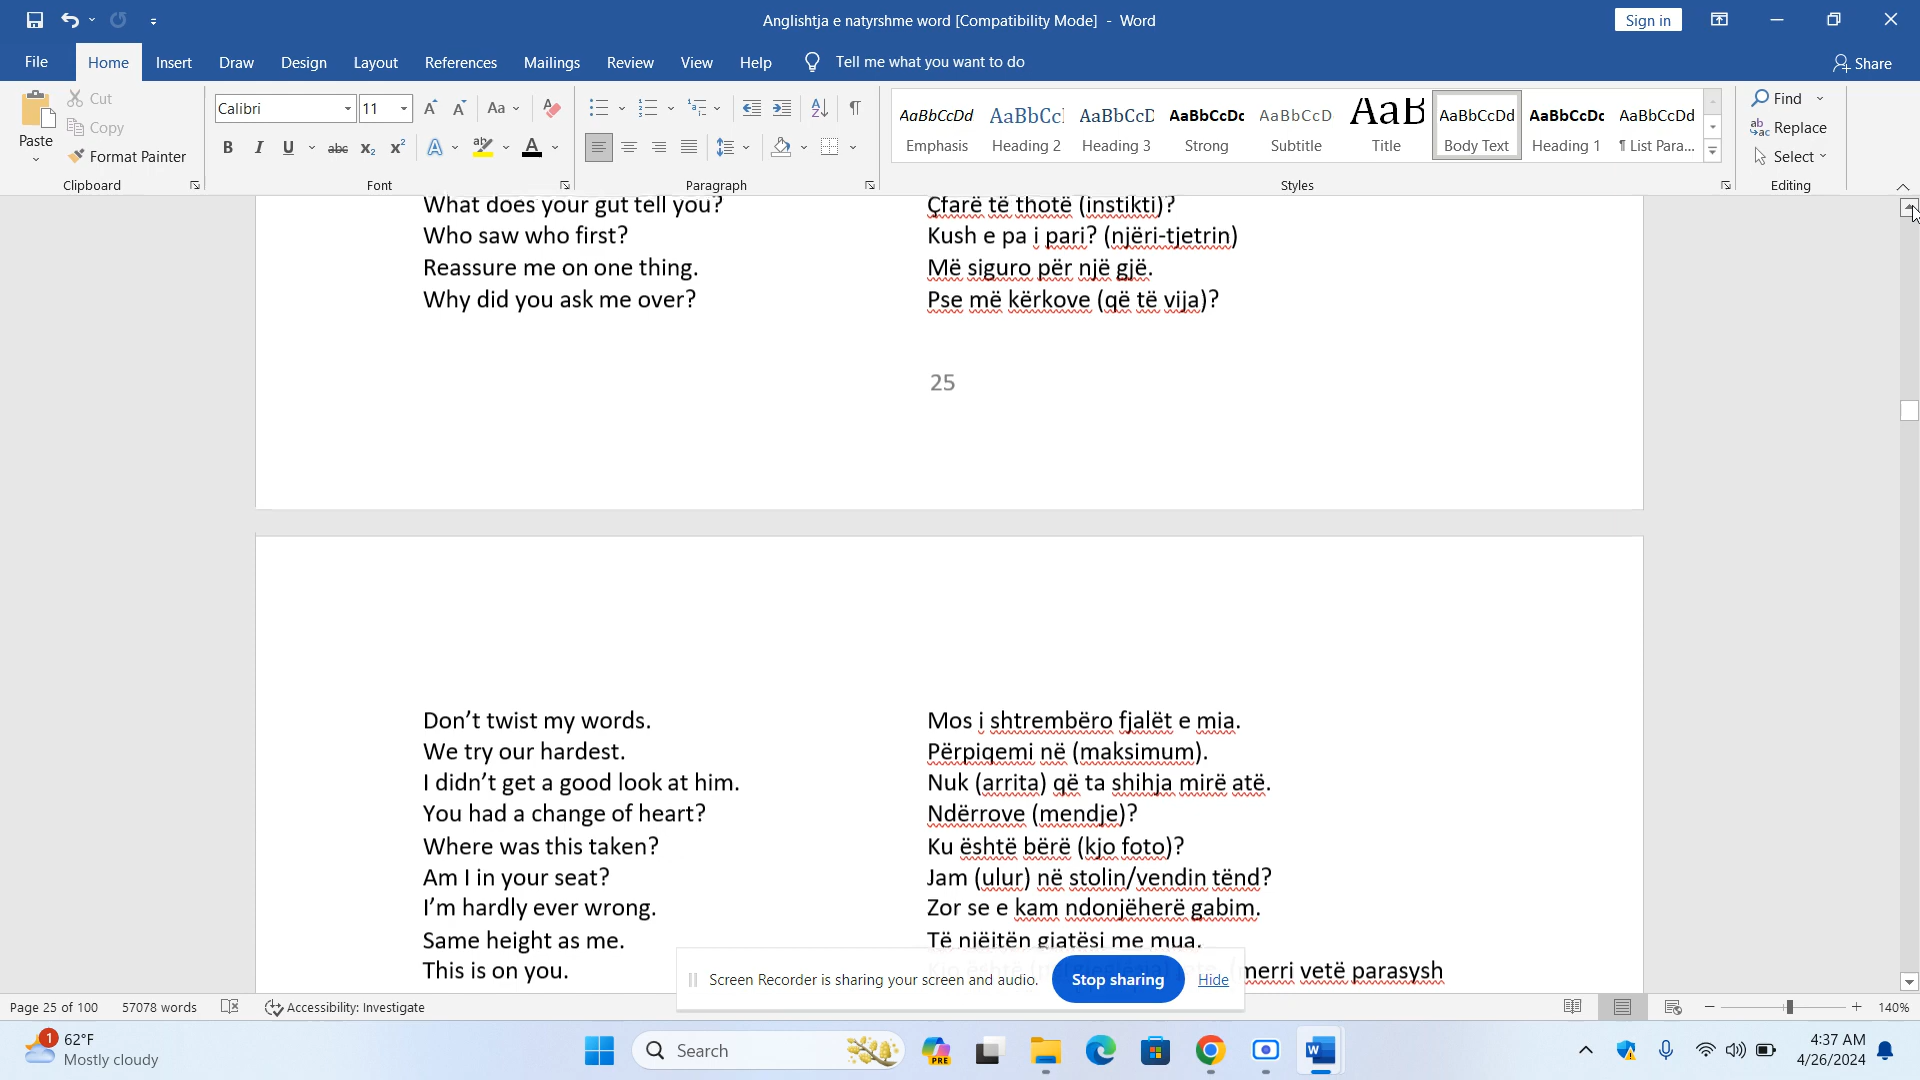 Anglishtja e natyrshme word [Compatibility Mode] - Word
Sign in
File Home Insert Draw Design Layout References Mailings Review View Help Tell me what you want to do Share
Paste
Cut
Copy
Format Painter
Clipboard
Calibri 11
Font
Paragraph
AaBbCcDd Emphasis
AaBbCc Heading 2
AaBbCcD Heading 3
AaBbCcDc Strong
AaBbCcD Subtitle
AaB Title
AaBbCcDd Body Text
AaBbCcDc Heading 1
AaBbCcDd ¶ List Para...
Styles
Find
Replace
Select
Editing
What does your gut tell you? Çfarë të thotë (instikti)?
Who saw who first? Kush e pa i pari? (njëri-tjetrin)
Reassure me on one thing. Më siguro për një gjë.
Why did you ask me over? Pse më kërkove (që të vija)?
25
Don’t twist my words. Mos i shtrembëro fjalët e mia.
We try our hardest. Përpiqemi në (maksimum).
I didn’t get a good look at him. Nuk (arrita) që ta shihja mirë atë.
You had a change of heart? Ndërrove (mendje)?
Where was this taken? Ku është bërë (kjo foto)?
Am I in your seat? Jam (ulur) në stolin/vendin tënd?
I’m hardly ever wrong. Zor se e kam ndonjëherë gabim.
Same height as me. Të njëjtën gjatësi me mua.
This is on you. (merri vetë parasysh
Screen Recorder is sharing your screen and audio. Stop sharing Hide
Page 25 of 100 57078 words Accessibility: Investigate 140%
1
62°F
Mostly cloudy
Search
PRE
4:37 AM
4/26/2024